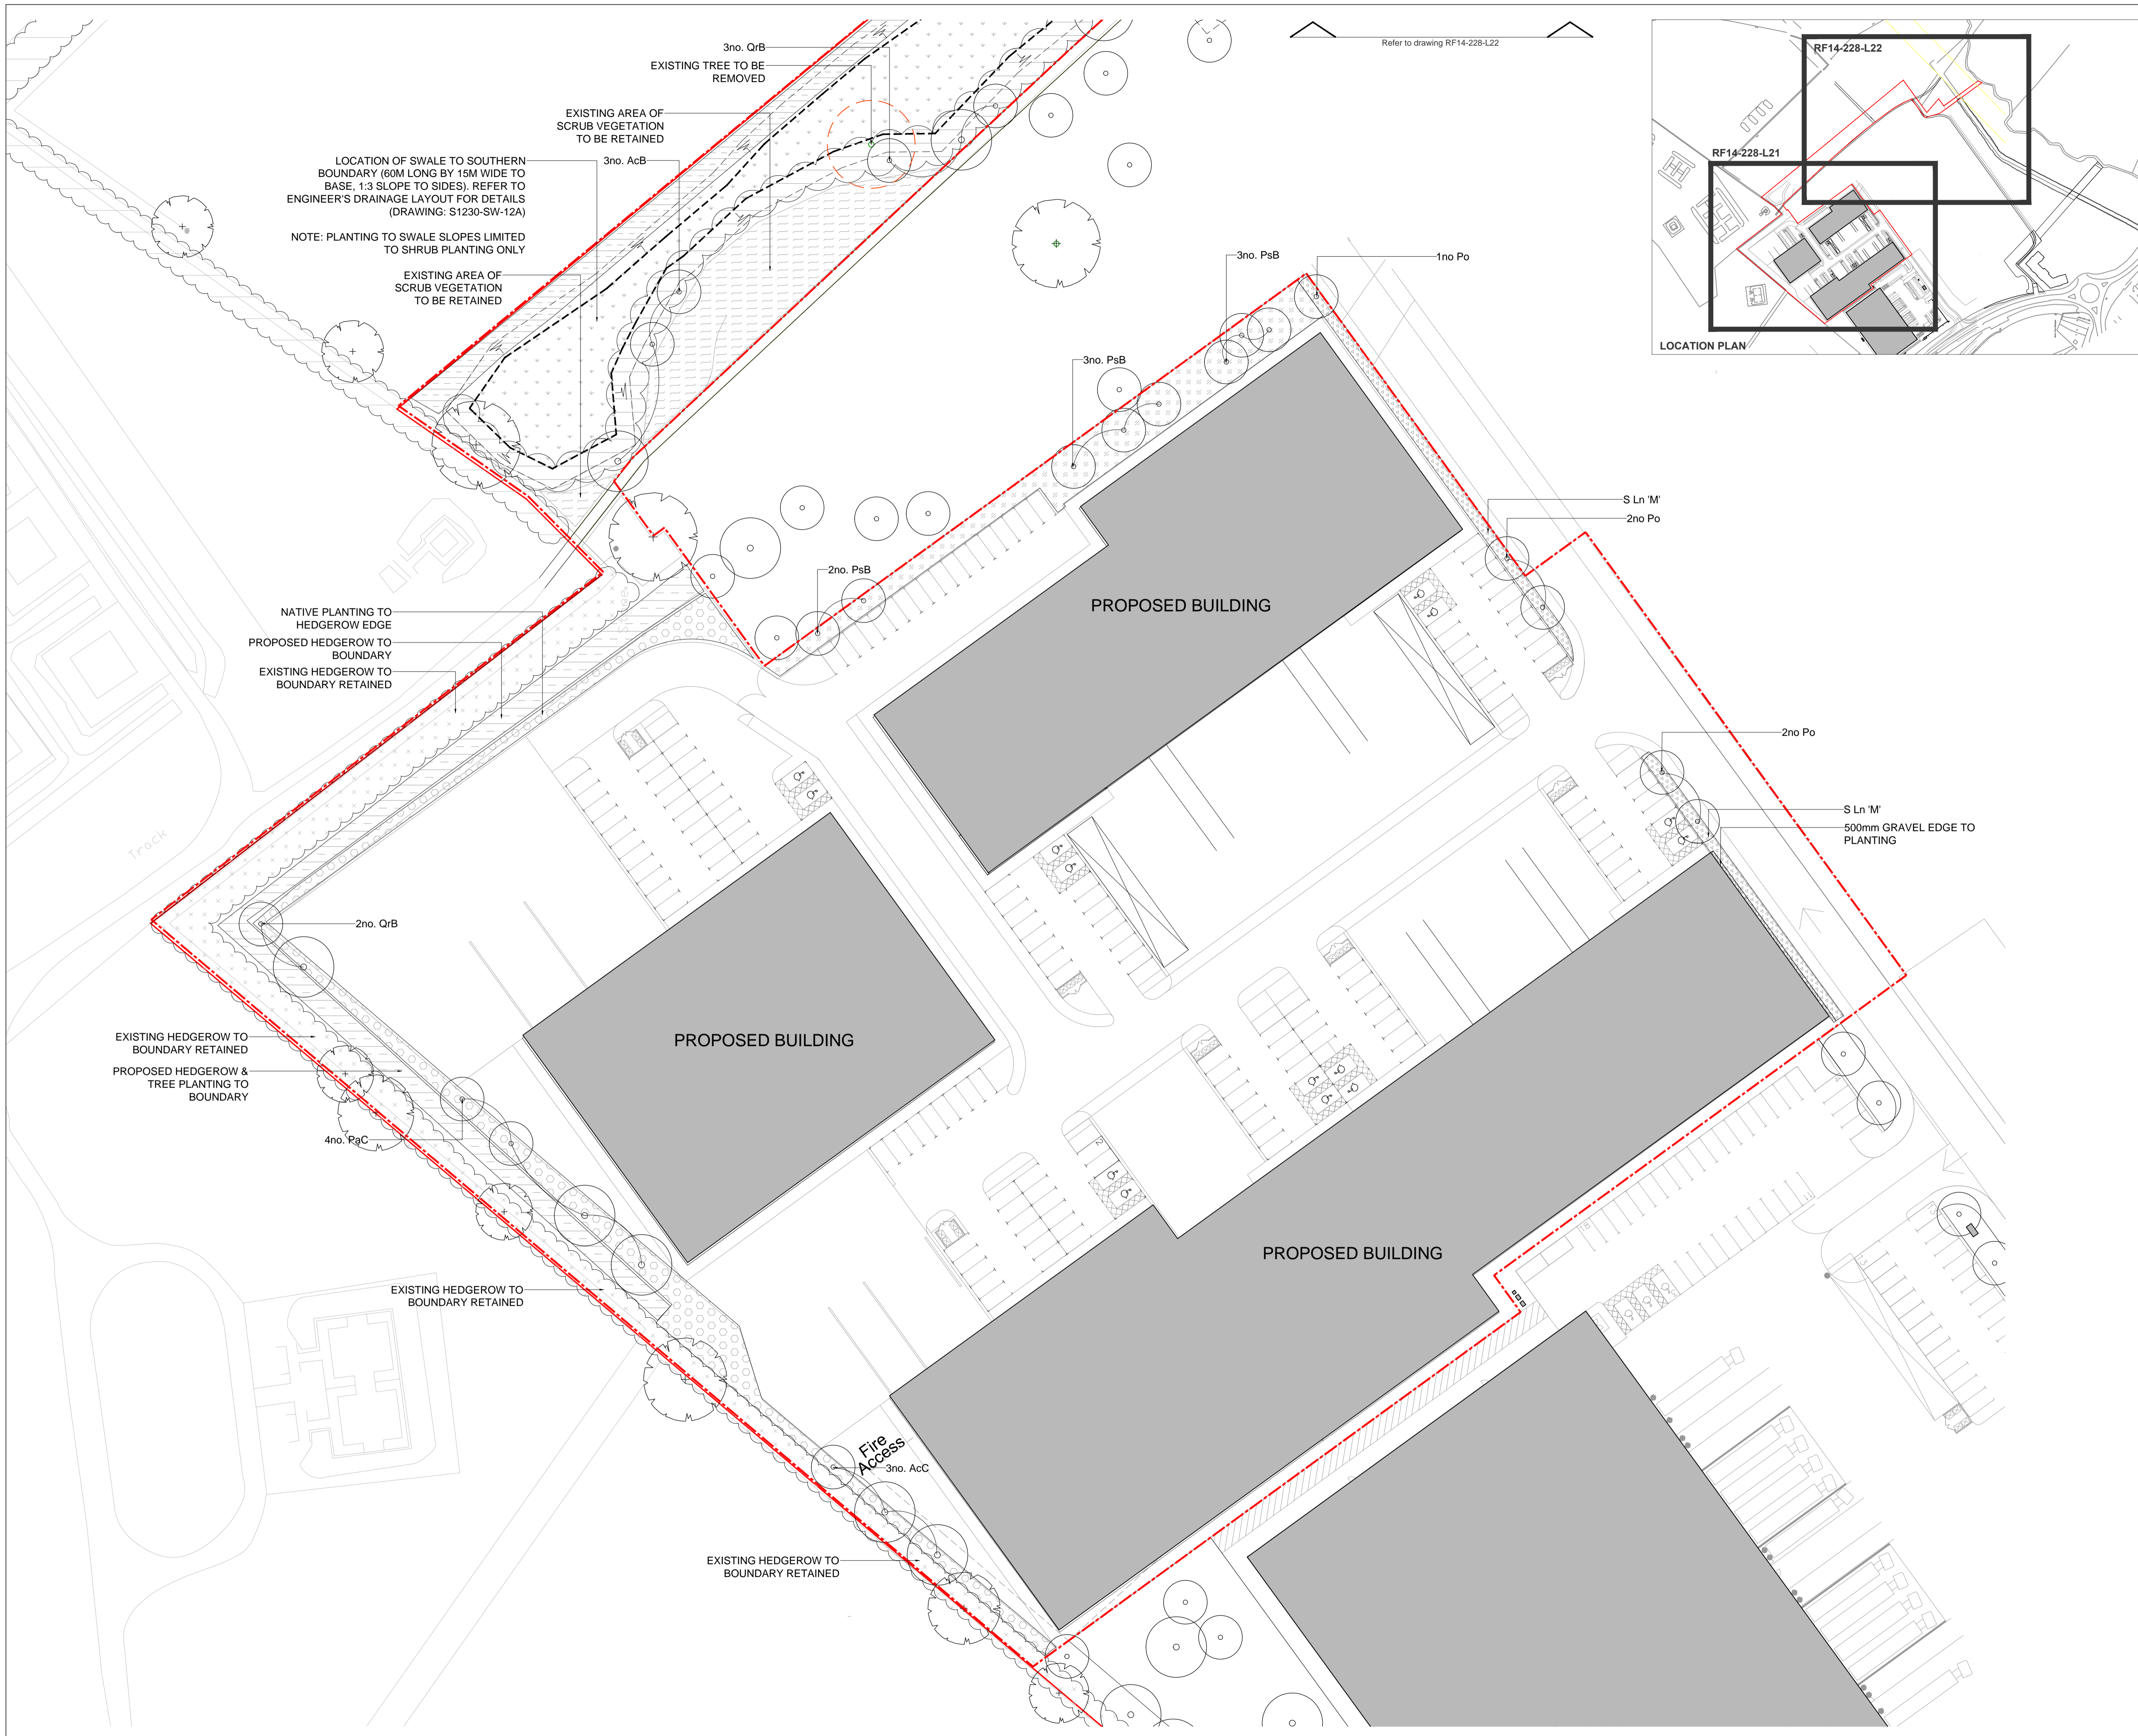 3no. QrB
EXISTING TREE TO BE
REMOVED
EXISTING AREA OF
SCRUB VEGETATION
TO BE RETAINED
LOCATION OF SWALE TO SOUTHERN
BOUNDARY (60M LONG BY 15M WIDE TO
BASE, 1:3 SLOPE TO SIDES). REFER TO
ENGINEER'S DRAINAGE LAYOUT FOR DETAILS
(DRAWING: S1230-SW-12A)
3no. AcB
NOTE: PLANTING TO SWALE SLOPES LIMITED
TO SHRUB PLANTING ONLY
EXISTING AREA OF
SCRUB VEGETATION
TO BE RETAINED
Refer to drawing RF14-228-L22
RF14-228-L22
RF14-228-L21
LOCATION PLAN
3no. PsB
1no Po
3no. PsB
S Ln 'M'
2no Po
2no. PsB
PROPOSED BUILDING
NATIVE PLANTING TO
HEDGEROW EDGE
PROPOSED HEDGEROW TO
BOUNDARY
EXISTING HEDGEROW TO
BOUNDARY RETAINED
2no Po
S Ln 'M'
500mm GRAVEL EDGE TO
PLANTING
Track
2no. QrB
EXISTING HEDGEROW TO
BOUNDARY RETAINED
PROPOSED HEDGEROW &
TREE PLANTING TO
BOUNDARY
PROPOSED BUILDING
4no. PaC
EXISTING HEDGEROW TO
BOUNDARY RETAINED
PROPOSED BUILDING
2
18
Fire
Access
3no. AcC
EXISTING HEDGEROW TO
BOUNDARY RETAINED